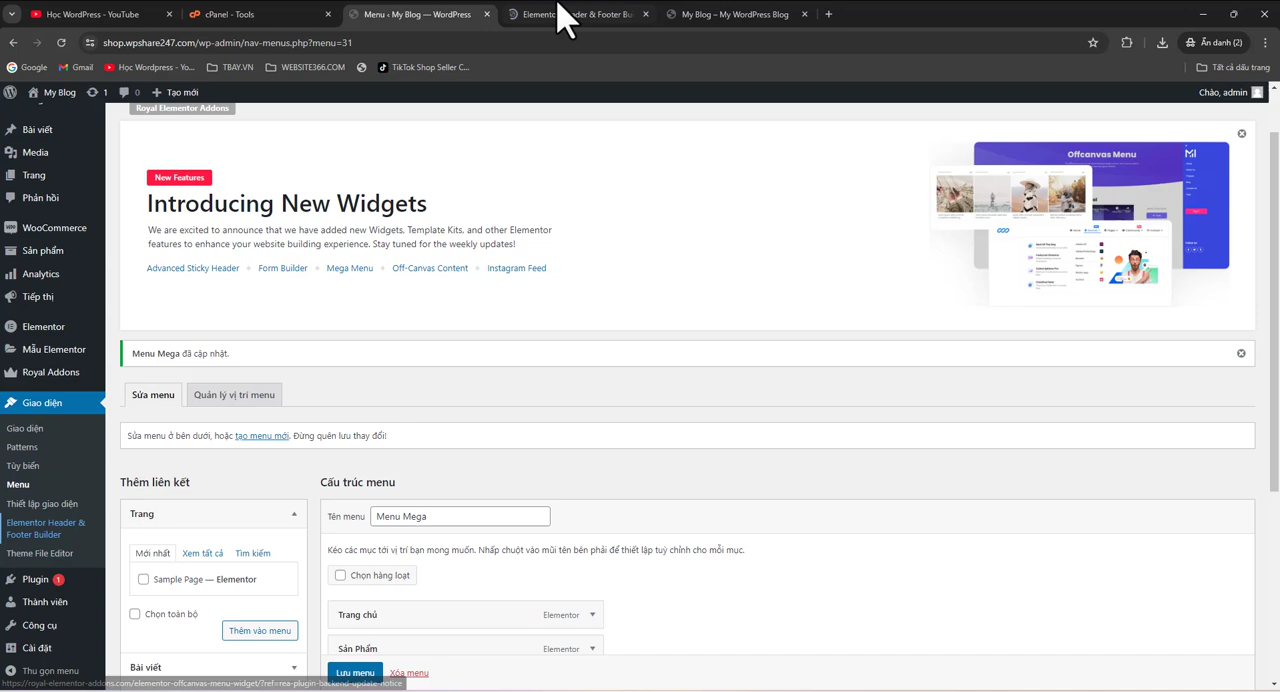 Học WordPress - YouTube
cPanel - Tools
Menu ‹ My Blog — WordPress
My Blog – My WordPress Blog
shop.wpshare247.com/wp-admin/nav-menus.php?menu=31
Ẩn danh (2)
Google
Gmail
Học Wordpress - Yo...
TBAY.VN
WEBSITE366.COM
TikTok Shop Seller C...
Tất cả dấu trang
My Blog
1
0
Tạo mới
Chào, admin
Bài viết
Media
Trang
Phản hồi
WooCommerce
Sản phẩm
Analytics
Tiếp thị
Elementor
Mẫu Elementor
Royal Addons
Giao diện
Giao diện
Patterns
Tùy biến
Menu
Thiết lập giao diện
Elementor Header &
Footer Builder
Theme File Editor
Plugin 1
Thành viên
Công cụ
Cài đặt
Thu gọn menu
Royal Elementor Addons
New Features
Introducing New Widgets
We are excited to announce that we have added new Widgets, Template Kits, and other Elementor
features to enhance your website building experience. Stay tuned for the weekly updates!
Advanced Sticky Header
Form Builder
Mega Menu
Off-Canvas Content
Instagram Feed
Offcanvas Menu
Menu Mega đã cập nhật.
Sửa menu
Quản lý vị trí menu
Sửa menu ở bên dưới, hoặc tạo menu mới. Đừng quên lưu thay đổi!
Thêm liên kết
Trang
Mới nhất
Xem tất cả
Tìm kiếm
Sample Page — Elementor
Chọn toàn bộ
Thêm vào menu
Bài viết
Cấu trúc menu
Tên menu
Menu Mega
Kéo các mục tới vị trí bạn mong muốn. Nhấp chuột vào mũi tên bên phải để thiết lập tuỳ chỉnh cho mỗi mục.
Chọn hàng loạt
Trang chủ
Elementor
Sản Phẩm
Elementor
Lưu menu
Xóa menu
https://royal-elementor-addons.com/elementor-offcanvas-menu-widget/?ref=rea-plugin-backend-update-notice